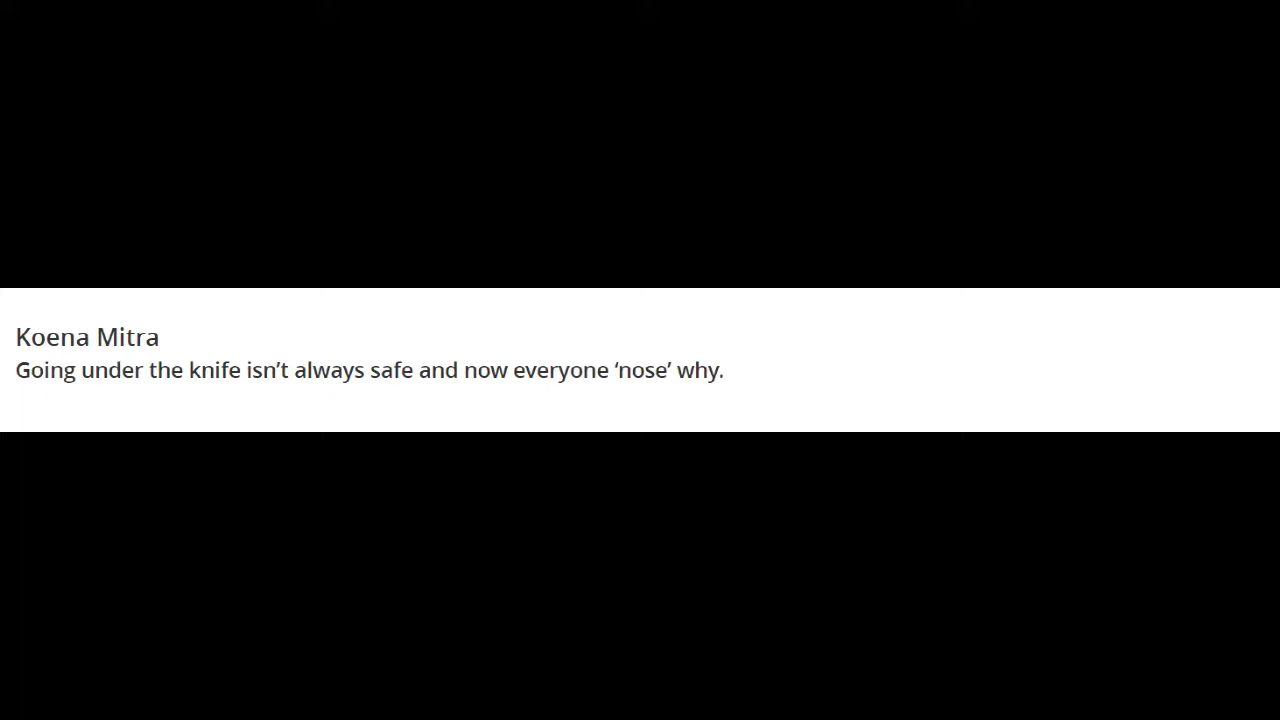 Koena Mitra
Going under the knife isn’t always safe and now everyone ‘nose’ why.